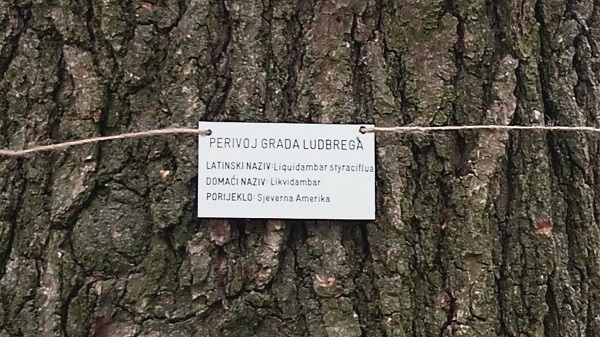 PERIVOJ GRADA LUDBREGA
LATINSKI NAZIV: Liquidambar styraciflua
DOMAĆI NAZIV: Likvidambar
PORIJEKLO: Sjeverna Amerika